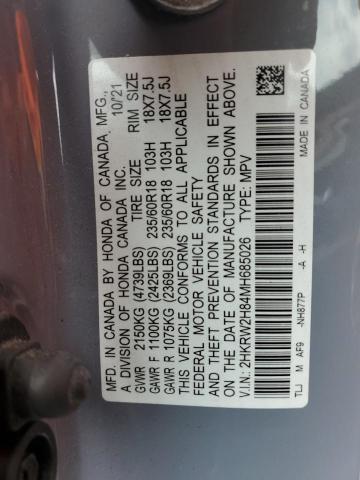 MFD. IN CANADA BY HONDA OF CANADA, MFG.,
A DIVISION OF HONDA CANADA INC. 10/21
TIRE SIZE RIM SIZE
GVWR 2150KG (4739LBS)
GAWR F 1100KG (2425LBS) 235/60R18 103H 18X7.5J
GAWR R 1075KG (2369LBS) 235/60R18 103H 18X7.5J
THIS VEHICLE CONFORMS TO ALL APPLICABLE
FEDERAL MOTOR VEHICLE SAFETY
AND THEFT PREVENTION STANDARDS IN EFFECT
ON THE DATE OF MANUFACTURE SHOWN ABOVE.
V.I.N.: 2HKRW2H84MH685026 TYPE: MPV
TLJ M AF9 -NH877P -A -H MADE IN CANADA